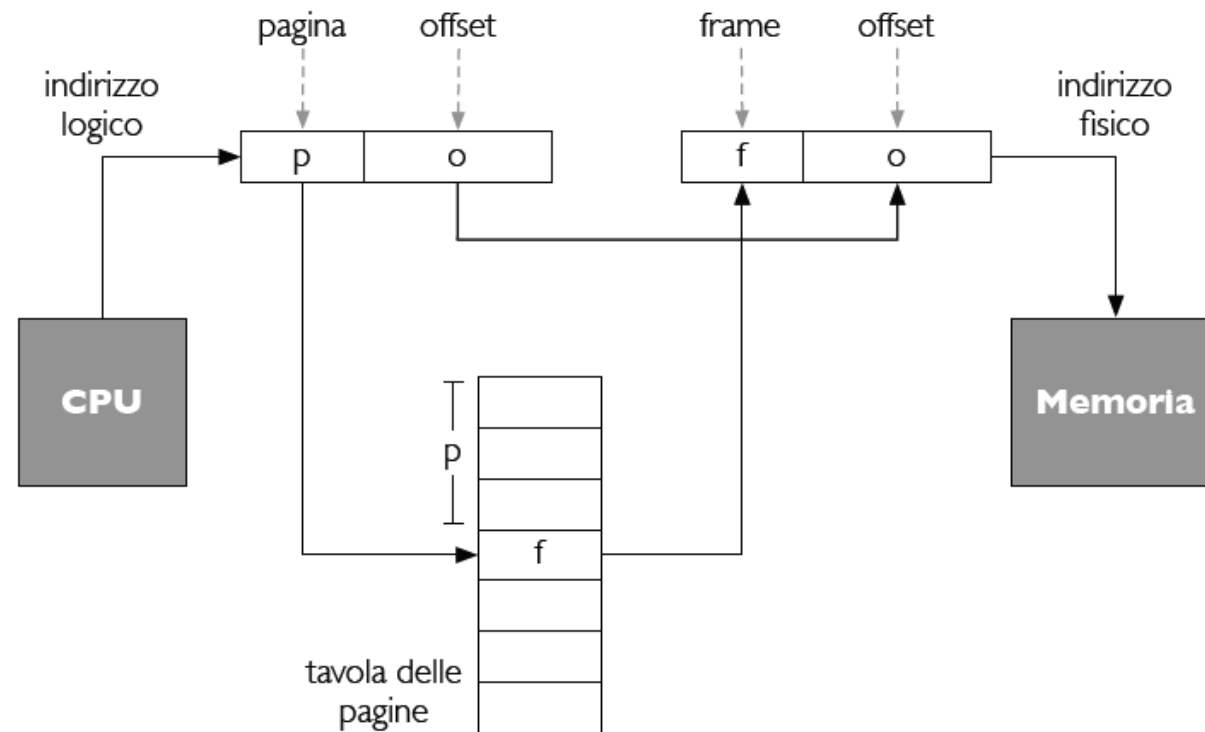 pagina
offset
frame
offset
indirizzo
logico
indirizzo
fisico
p
o
f
o
CPU
Memoria
p
f
tavola delle
pagine